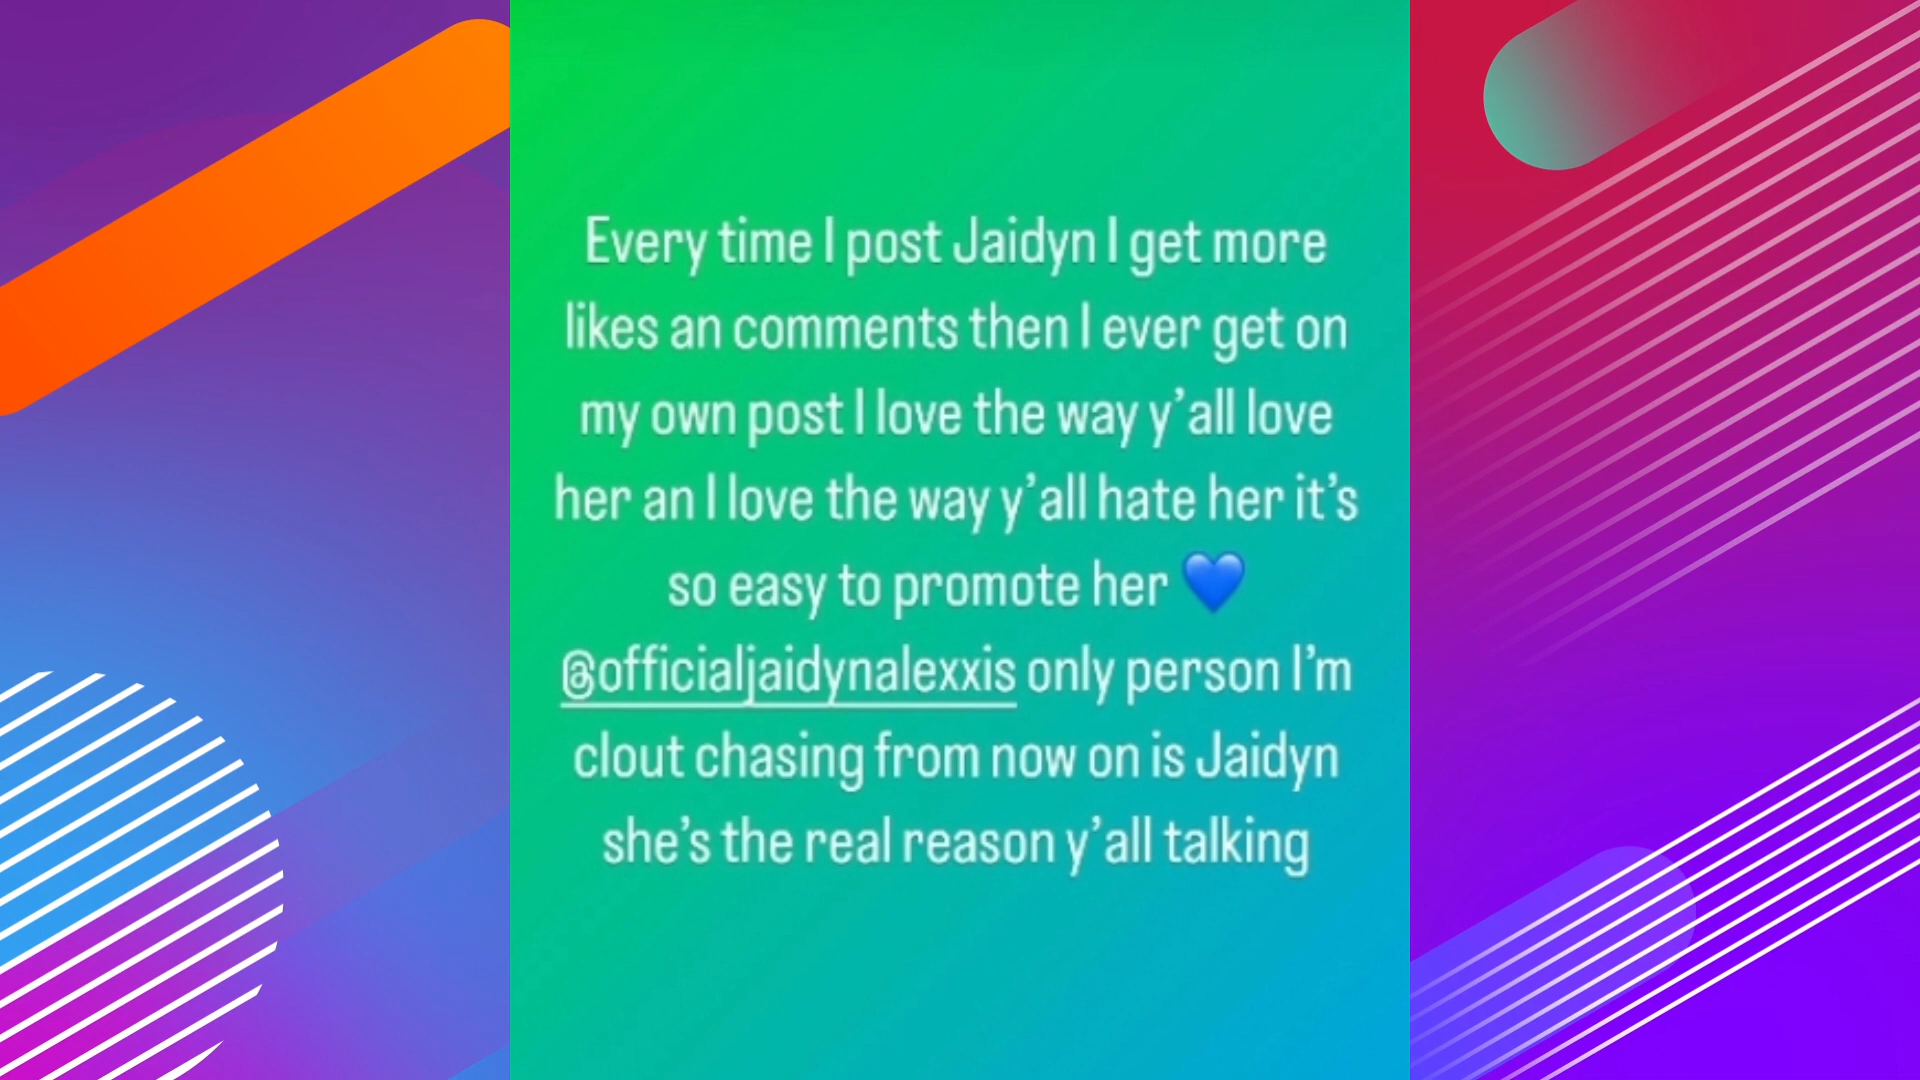 Every time I post Jaidyn I get more
likes an comments then I ever get on
my own post I love the way y’all love
her an I love the way y’all hate her it’s
so easy to promote her 💙
@officialjaidynalexxis only person I’m
clout chasing from now on is Jaidyn
she’s the real reason y’all talking